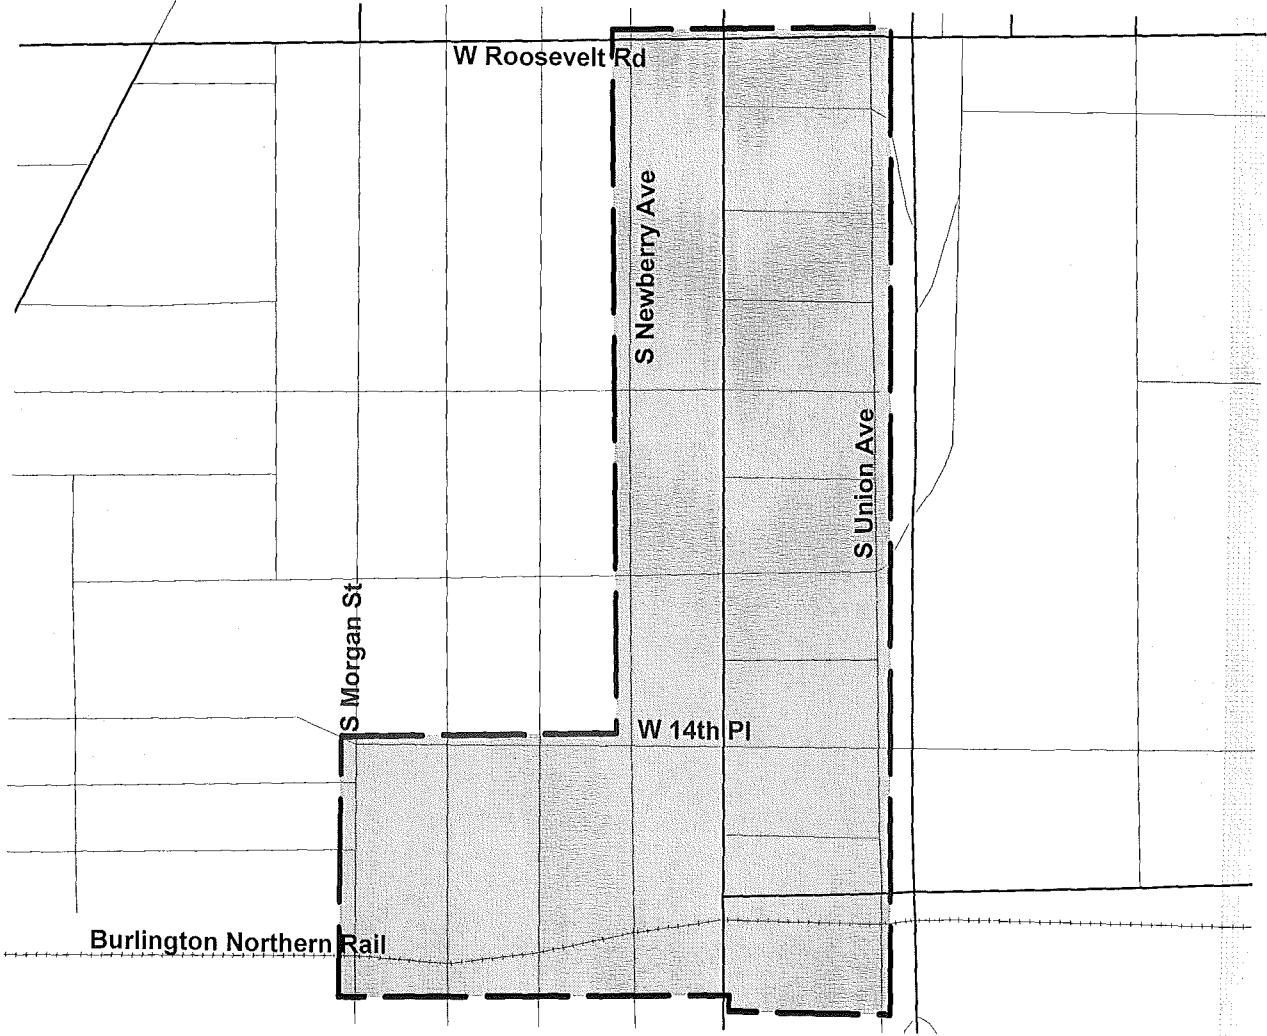 W Roosevelt Rd
S Newberry Ave
S Union Ave
S Morgan St
W 14th Pl
Burlington Northern Rail